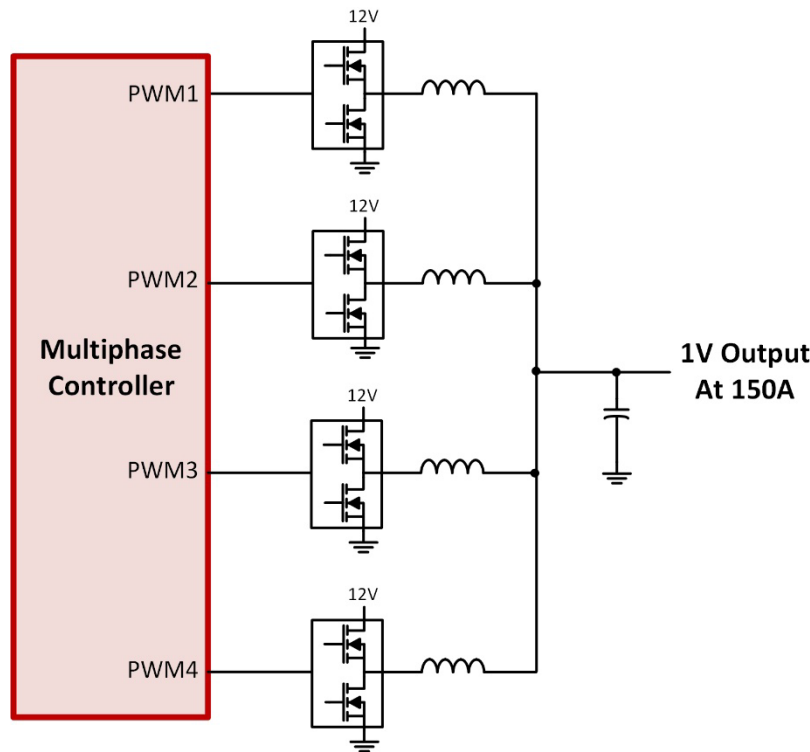 12V
PWM1
12V
PWM2
Multiphase
Controller
1V Output
At 150A
12V
PWM3
12V
PWM4